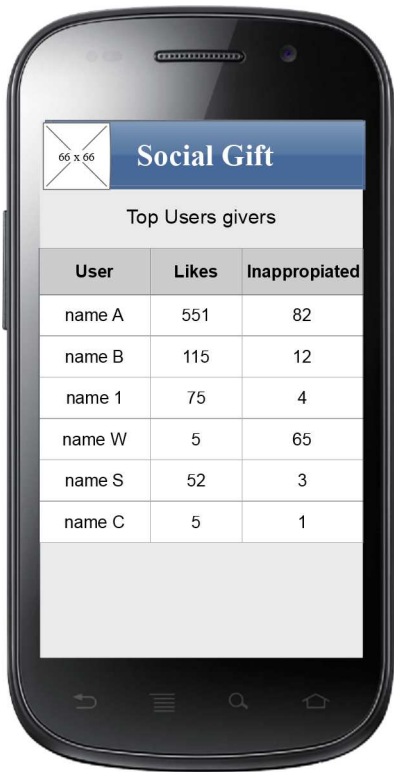 66 x 66
Social Gift
Top Users givers
User Likes Inappropiated
name A 551 82
name B 115 12
name 1 75 4
name W 5 65
name S 52 3
name C 5 1